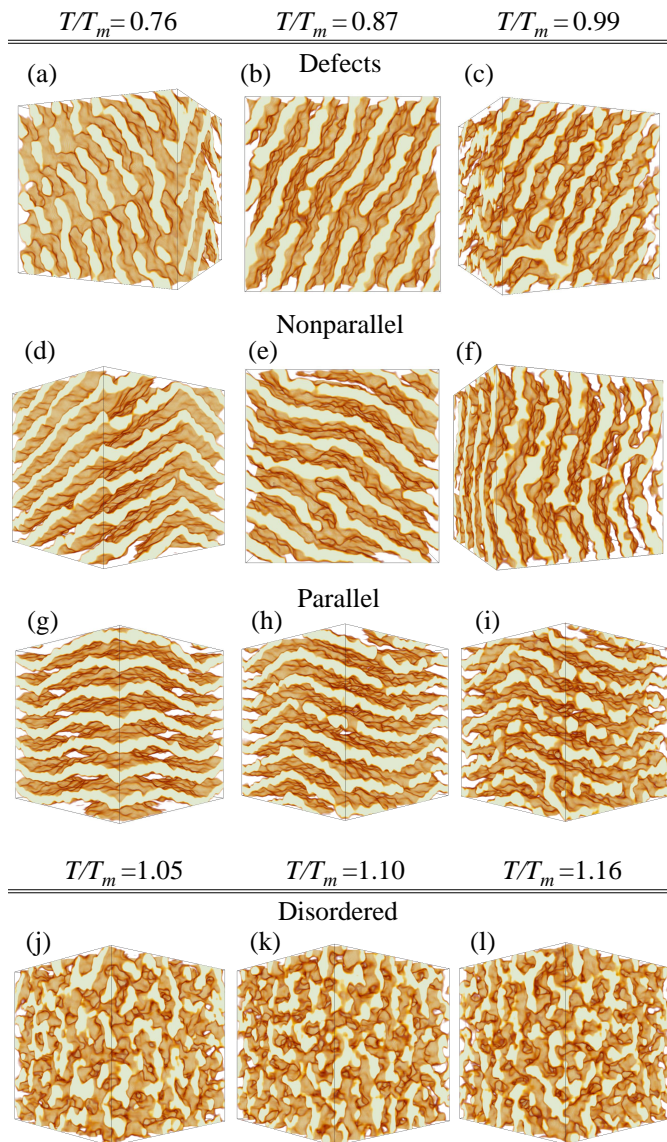 T/Tₘ= 0.76 T/Tₘ= 0.87 T/Tₘ= 0.99
Defects
(a) (b) (c)
Nonparallel
(d) (e) (f)
Parallel
(g) (h) (i)
T/Tₘ=1.05 T/Tₘ=1.10 T/Tₘ=1.16
Disordered
(j) (k) (l)